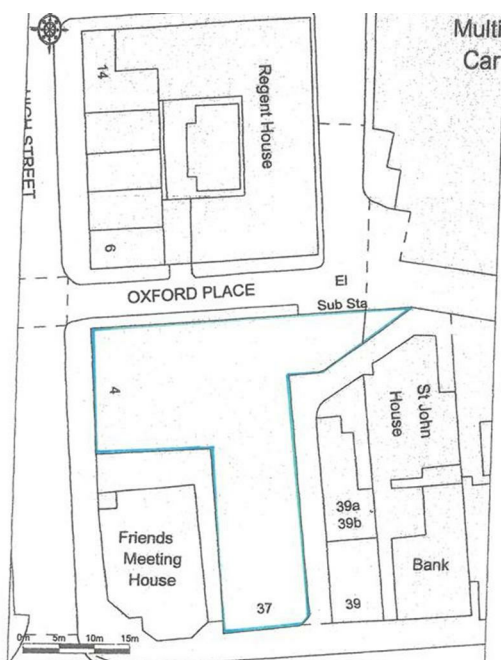 Multi
Car
14
Regent House
HIGH STREET
6
El
Sub Sta
OXFORD PLACE
4
St John
House
39a
39b
Friends
Meeting
House
Bank
37
39
0m 5m 10m 15m